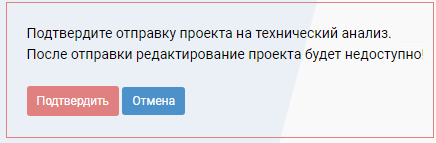 Подтвердите отправку проекта на технический анализ.
После отправки редактирование проекта будет недоступно!
Подтвердить Отмена